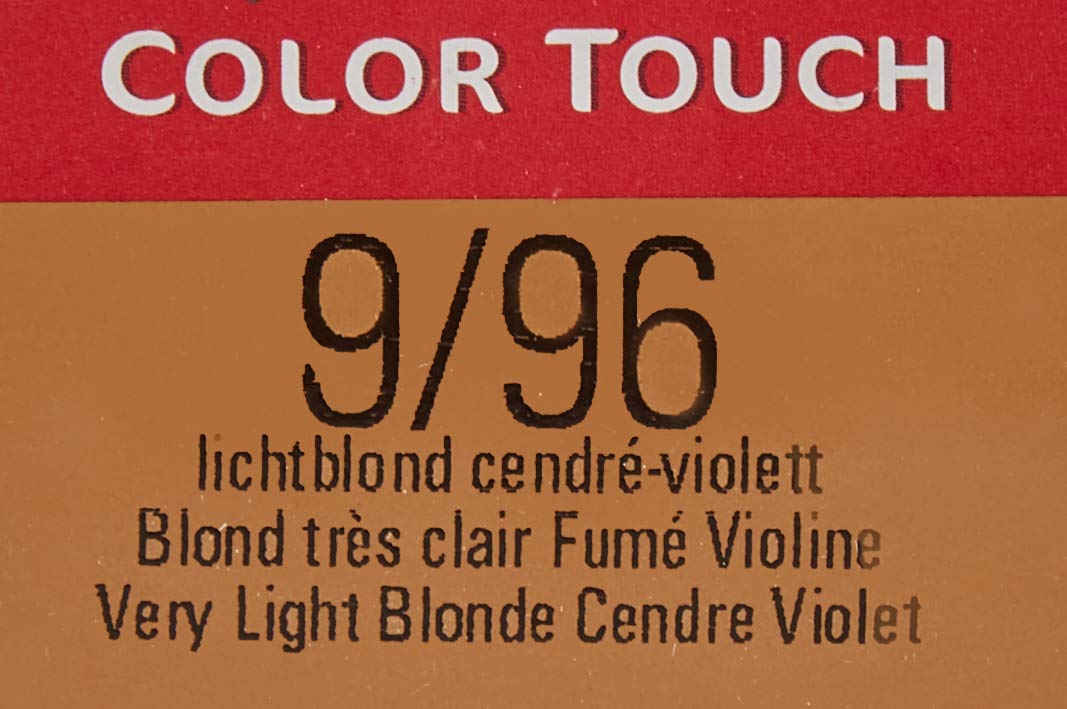 COLOR TOUCH
9/96
lichtblond cendré-violett
Blond très clair Fumé Violine
Very Light Blonde Cendre Violet